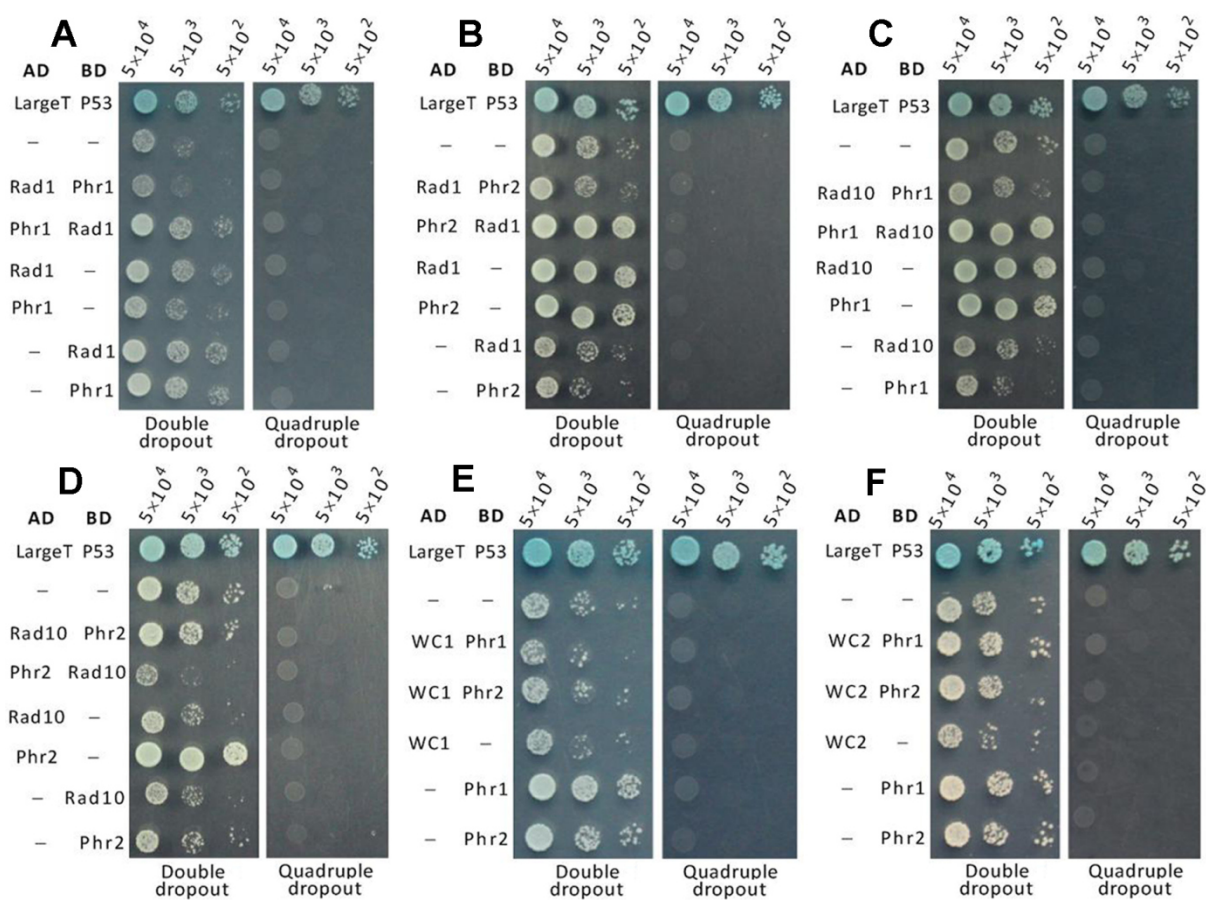 A
5×10⁴ 5×10³ 5×10² 5×10⁴ 5×10³ 5×10²
AD BD
LargeT P53
– –
Rad1 Phr1
Phr1 Rad1
Rad1 –
Phr1 –
– Rad1
– Phr1
Double dropout
Quadruple dropout
B
5×10⁴ 5×10³ 5×10² 5×10⁴ 5×10³ 5×10²
AD BD
LargeT P53
– –
Rad1 Phr2
Phr2 Rad1
Rad1 –
Phr2 –
– Rad1
– Phr2
Double dropout
Quadruple dropout
C
5×10⁴ 5×10³ 5×10² 5×10⁴ 5×10³ 5×10²
AD BD
LargeT P53
– –
Rad10 Phr1
Phr1 Rad10
Rad10 –
Phr1 –
– Rad10
– Phr1
Double dropout
Quadruple dropout
D
5×10⁴ 5×10³ 5×10² 5×10⁴ 5×10³ 5×10²
AD BD
LargeT P53
– –
Rad10 Phr2
Phr2 Rad10
Rad10 –
Phr2 –
– Rad10
– Phr2
Double dropout
Quadruple dropout
E
5×10⁴ 5×10³ 5×10² 5×10⁴ 5×10³ 5×10²
AD BD
LargeT P53
– –
WC1 Phr1
WC1 Phr2
WC1 –
– Phr1
– Phr2
Double dropout
Quadruple dropout
F
5×10⁴ 5×10³ 5×10² 5×10⁴ 5×10³ 5×10²
AD BD
LargeT P53
– –
WC2 Phr1
WC2 Phr2
WC2 –
– Phr1
– Phr2
Double dropout
Quadruple dropout